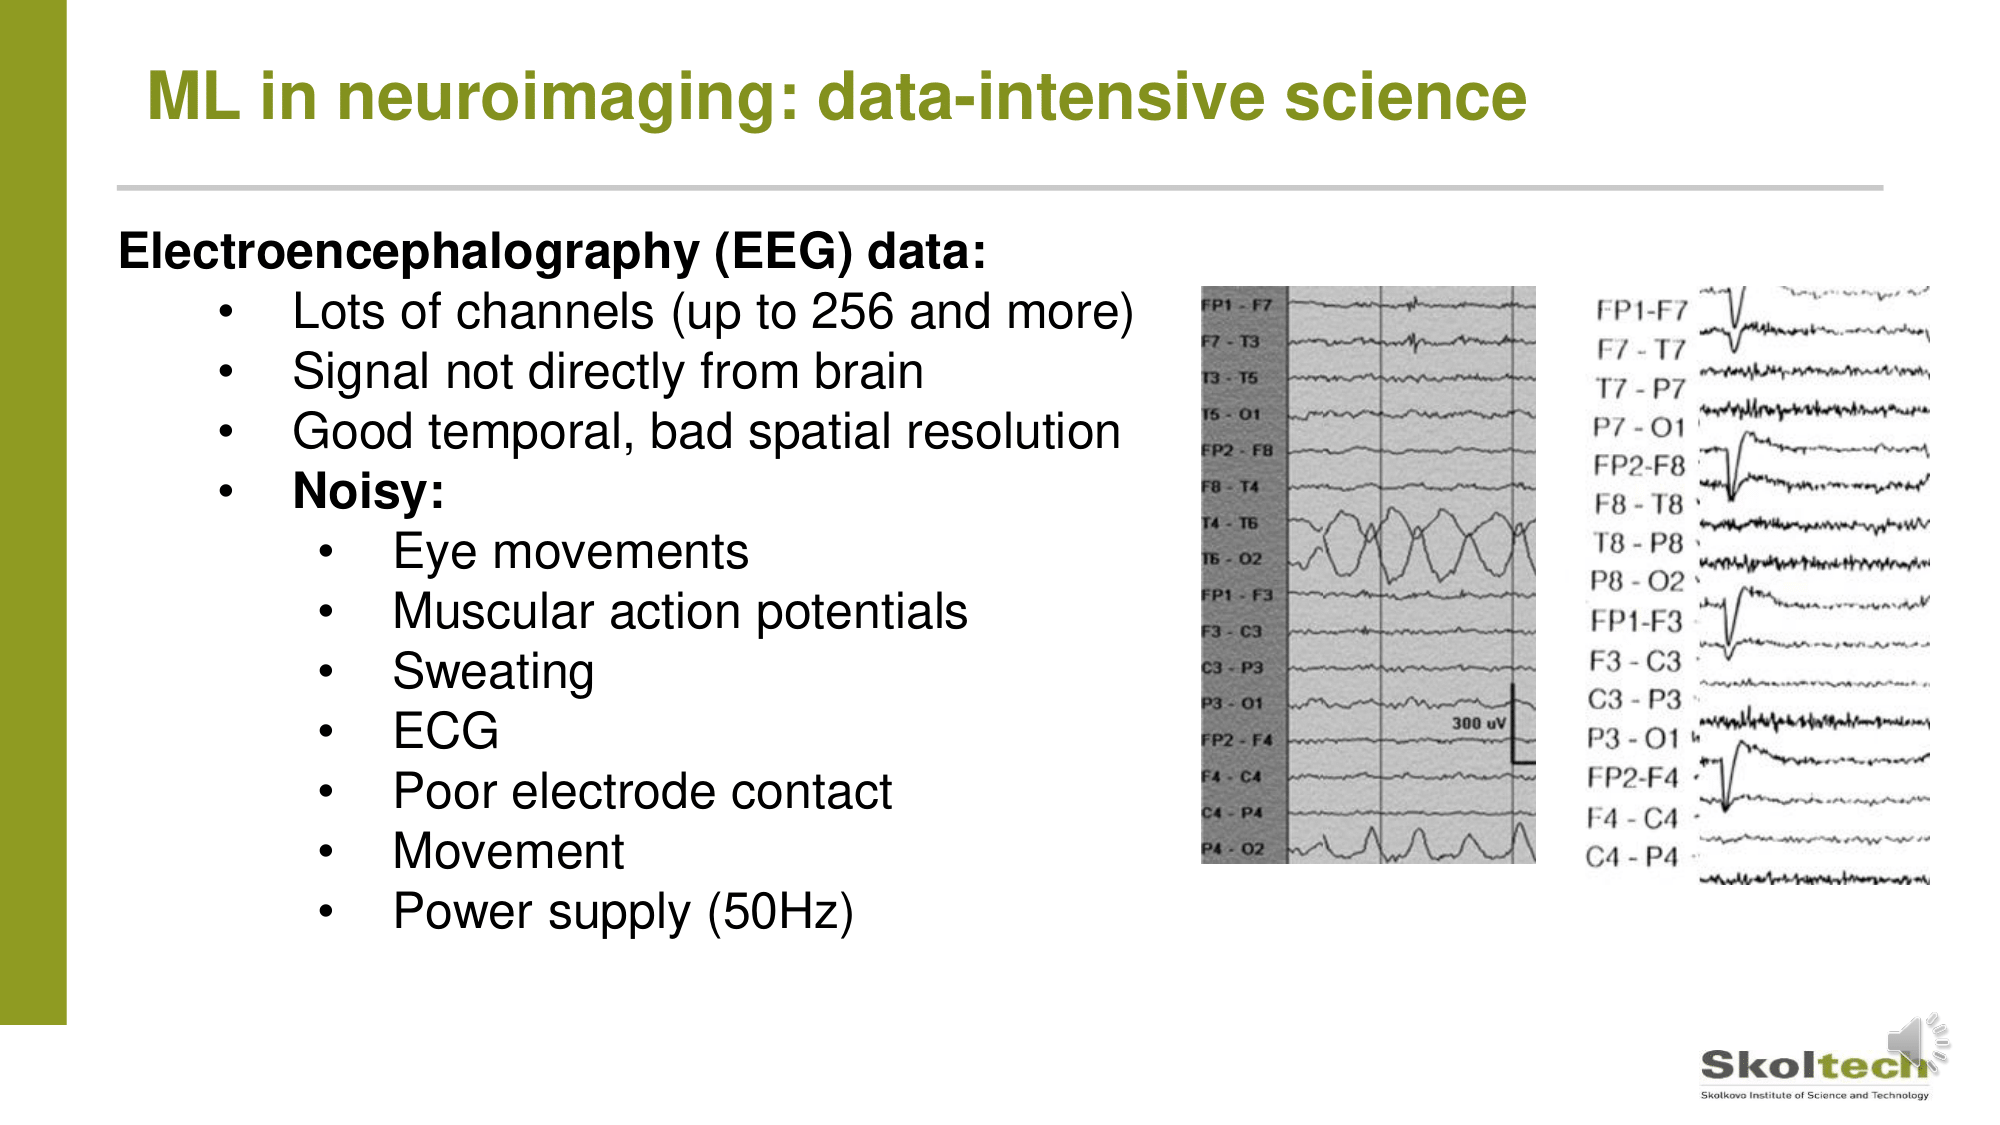 ML in neuroimaging: data-intensive science
Electroencephalography (EEG) data:
• Lots of channels (up to 256 and more)
• Signal not directly from brain
• Good temporal, bad spatial resolution
• Noisy:
• Eye movements
• Muscular action potentials
• Sweating
• ECG
• Poor electrode contact
• Movement
• Power supply (50Hz)
FP1 - F7
F7 - T3
T3 - T5
T5 - O1
FP2 - F8
F8 - T4
T4 - T6
T6 - O2
FP1 - F3
F3 - C3
C3 - P3
P3 - O1
300 uV
FP2 - F4
F4 - C4
C4 - P4
P4 - O2
FP1-F7
F7 - T7
T7 - P7
P7 - O1
FP2-F8
F8 - T8
T8 - P8
P8 - O2
FP1-F3
F3 - C3
C3 - P3
P3 - O1
FP2-F4
F4 - C4
C4 - P4
Skoltech
Skolkovo Institute of Science and Technology